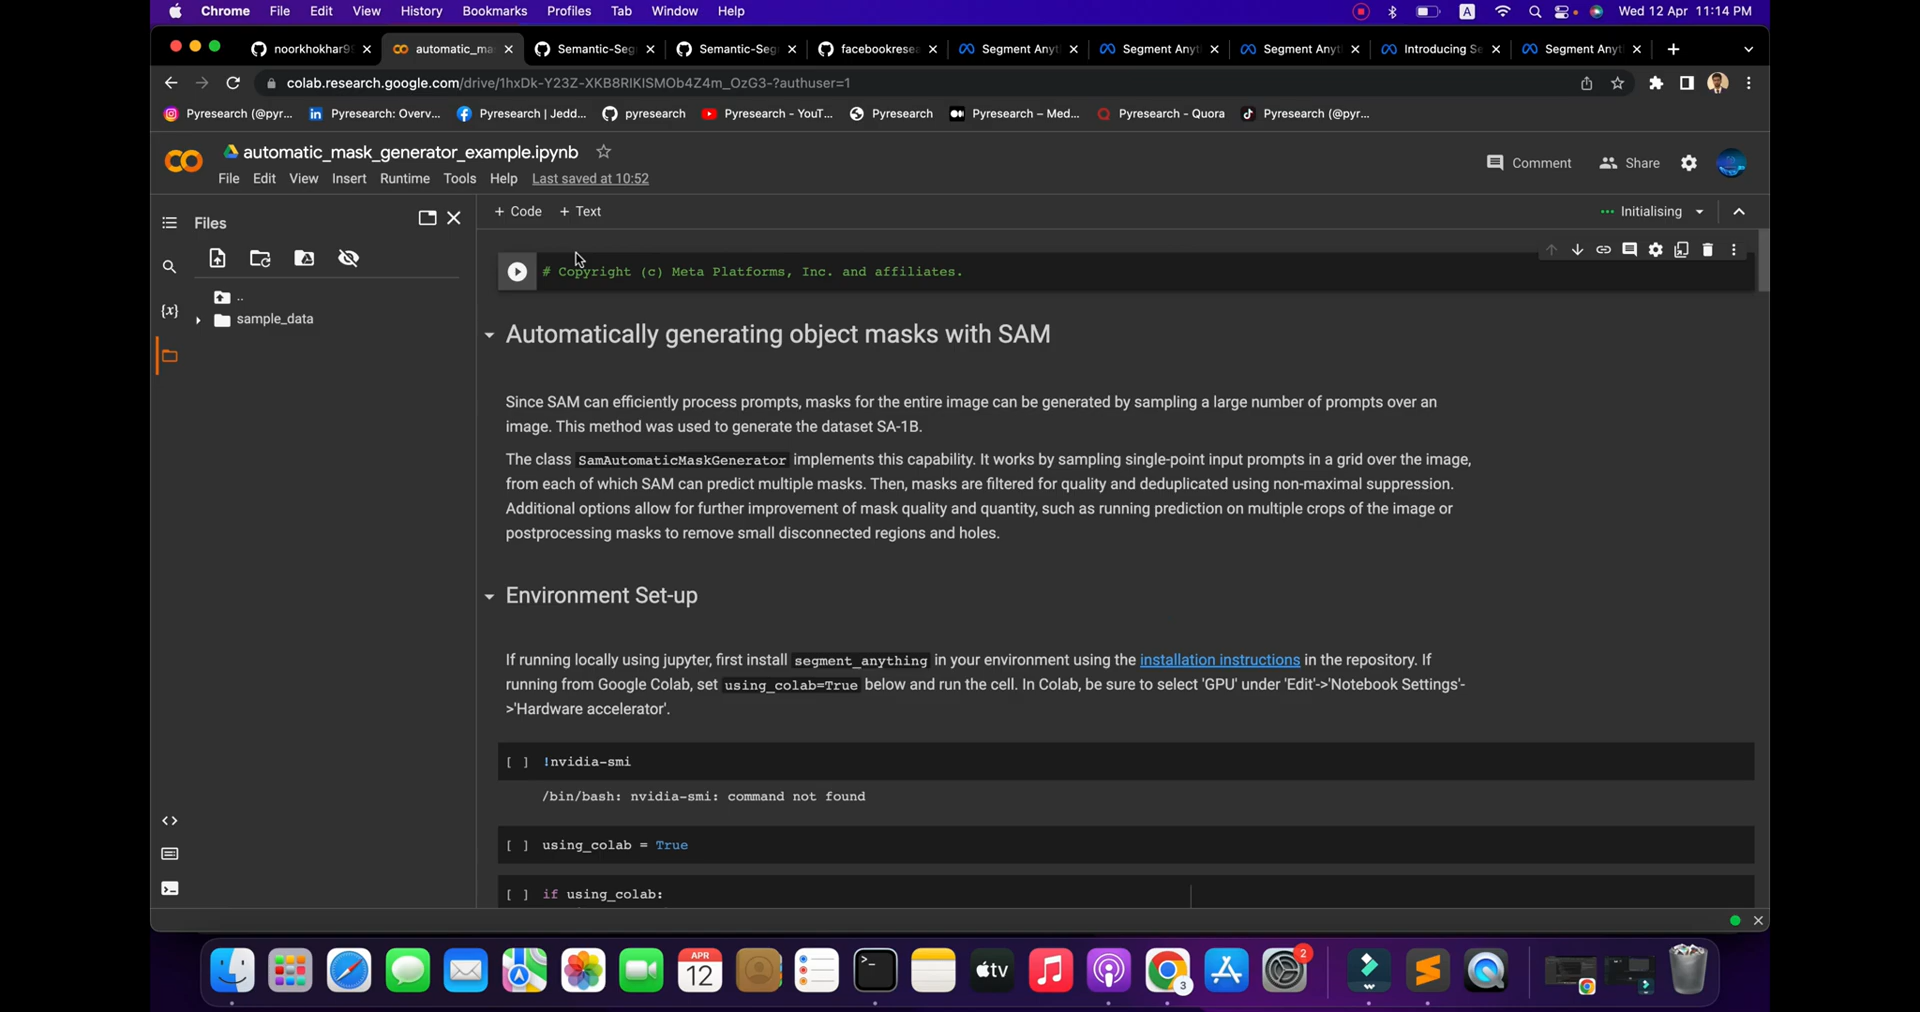 Chrome File Edit View History Bookmarks Profiles Tab Window Help
A Wed 12 Apr 11:14 PM
noorkhokhar99 automatic_ma Semantic-Seg Semantic-Seg facebookresea Segment Anyt Segment Anyt Segment Anyt Introducing Se Segment Anyt
colab.research.google.com/drive/1hxDk-Y23Z-XKB8RIKISMOb4Z4m_OzG3-?authuser=1
Pyresearch (@pyr... Pyresearch: Overv... Pyresearch | Jedd... pyresearch Pyresearch - YouT... Pyresearch Pyresearch – Med... Pyresearch - Quora Pyresearch (@pyr...
automatic_mask_generator_example.ipynb
Comment Share
File Edit View Insert Runtime Tools Help Last saved at 10:52
Files
+ Code + Text
Initialising
..
sample_data
{x}
# Copyright (c) Meta Platforms, Inc. and affiliates.
Automatically generating object masks with SAM
Since SAM can efficiently process prompts, masks for the entire image can be generated by sampling a large number of prompts over an
image. This method was used to generate the dataset SA-1B.
The class SamAutomaticMaskGenerator implements this capability. It works by sampling single-point input prompts in a grid over the image,
from each of which SAM can predict multiple masks. Then, masks are filtered for quality and deduplicated using non-maximal suppression.
Additional options allow for further improvement of mask quality and quantity, such as running prediction on multiple crops of the image or
postprocessing masks to remove small disconnected regions and holes.
Environment Set-up
If running locally using jupyter, first install segment_anything in your environment using the installation instructions in the repository. If
running from Google Colab, set using_colab=True below and run the cell. In Colab, be sure to select 'GPU' under 'Edit'->'Notebook Settings'-
>'Hardware accelerator'.
[ ] !nvidia-smi
/bin/bash: nvidia-smi: command not found
[ ] using_colab = True
[ ] if using_colab:
APR
12
tv
3
2